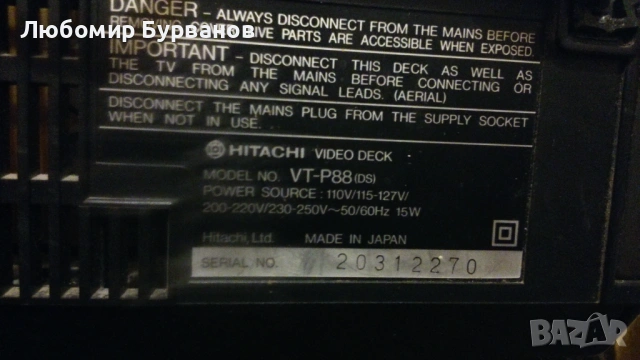 DANGER - ALWAYS DISCONNECT FROM THE MAINS BEFORE
Любомир Бурванов
REMOVING COVER. LIVE PARTS ARE ACCESSIBLE WHEN EXPOSED.
IMPORTANT - DISCONNECT THIS DECK AS WELL AS
THE TV FROM THE MAINS BEFORE CONNECTING OR
DISCONNECTING ANY SIGNAL LEADS. (AERIAL)
DISCONNECT THE MAINS PLUG FROM THE SUPPLY SOCKET
WHEN NOT IN USE.
HITACHI VIDEO DECK
MODEL NO. VT-P88(DS)
POWER SOURCE : 110V/115-127V/
200-220V/230-250V~50/60Hz 15W
Hitachi, Ltd. MADE IN JAPAN
SERIAL NO. 20312270
BAZAR